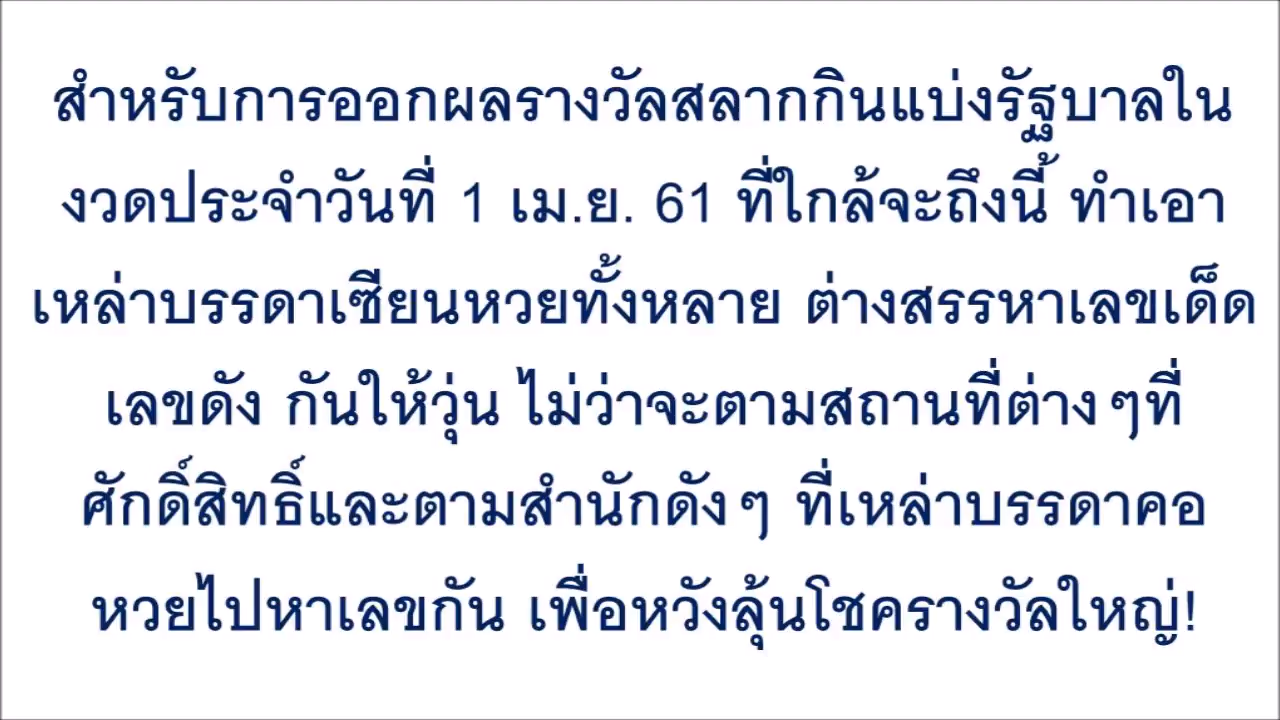 สำหรับการออกผลรางวัลสลากกินแบ่งรัฐบาลใน
งวดประจำวันที่ 1 เม.ย. 61 ที่ใกล้จะถึงนี้ ทำเอา
เหล่าบรรดาเซียนหวยทั้งหลาย ต่างสรรหาเลขเด็ด
เลขดัง กันให้วุ่น ไม่ว่าจะตามสถานที่ต่างๆที่
ศักดิ์สิทธิ์และตามสำนักดังๆ ที่เหล่าบรรดาคอ
หวยไปหาเลขกัน เพื่อหวังลุ้นโชครางวัลใหญ่!